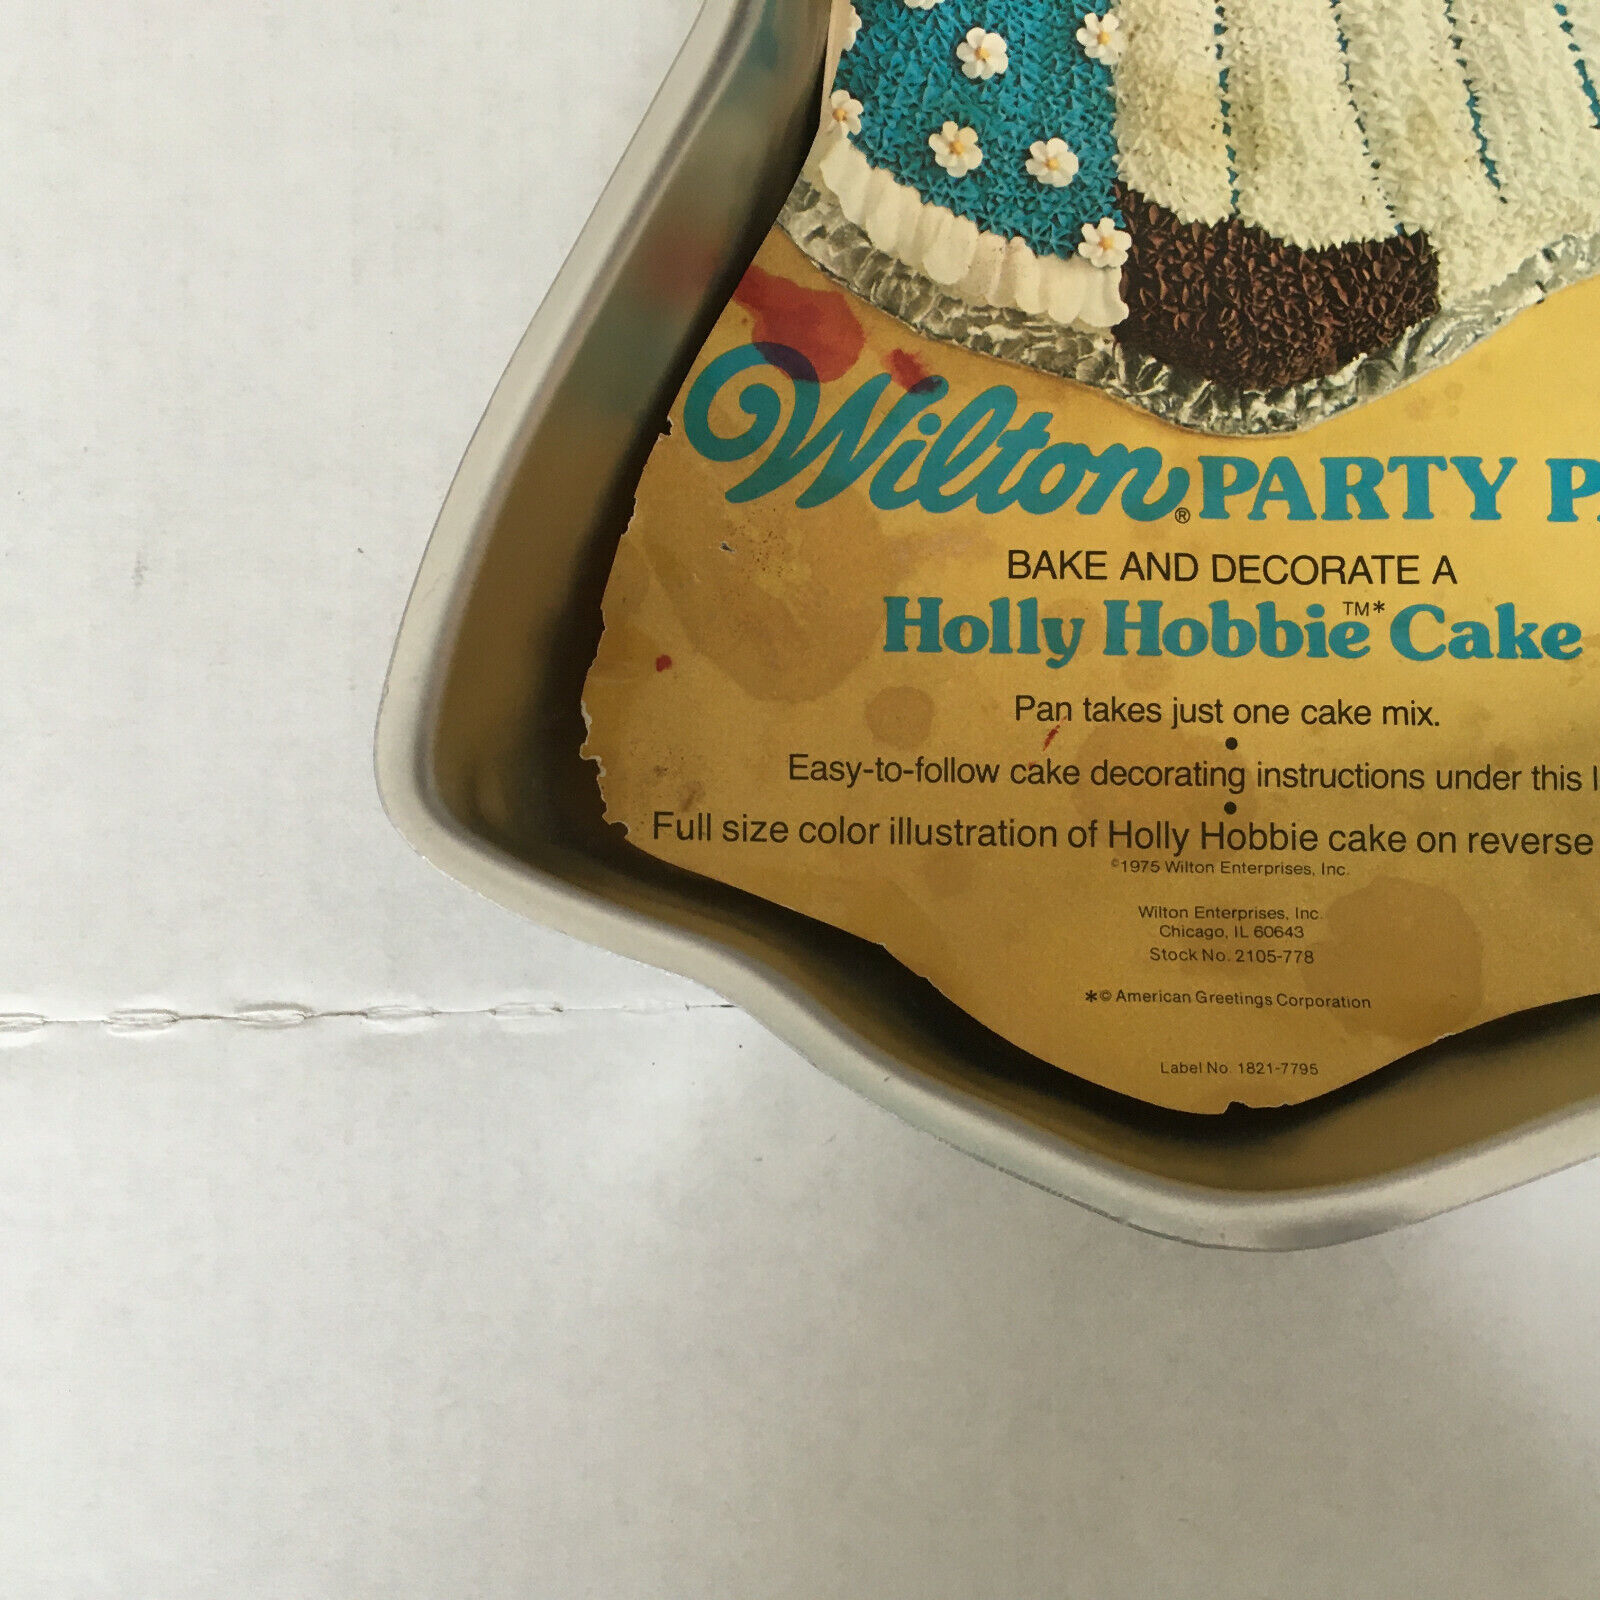 Wilton® PARTY P
BAKE AND DECORATE A
Holly Hobbie™* Cake
Pan takes just one cake mix.
•
Easy-to-follow cake decorating instructions under this
•
Full size color illustration of Holly Hobbie cake on reverse
©1975 Wilton Enterprises, Inc.
Wilton Enterprises, Inc.
Chicago, IL 60643
Stock No. 2105-778
*© American Greetings Corporation
Label No. 1821-7795